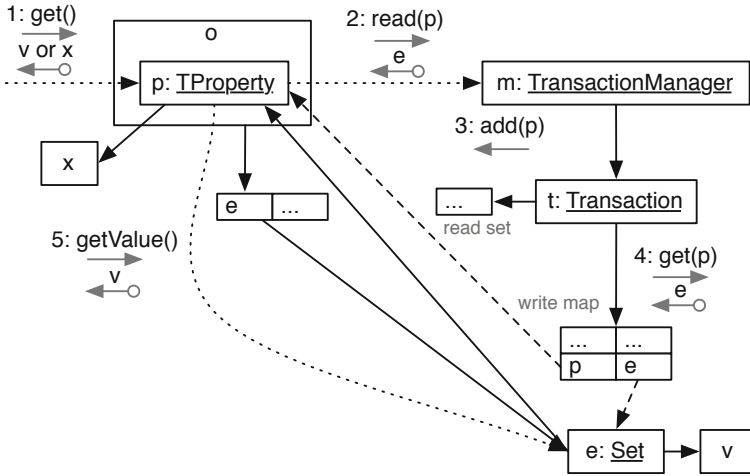 1: get()
v or x
o
2: read(p)
e
p: TProperty
m: TransactionManager
3: add(p)
x
e ...
...
t: Transaction
read set
5: getValue()
v
4: get(p)
e
write map
... ...
p e
e: Set
v